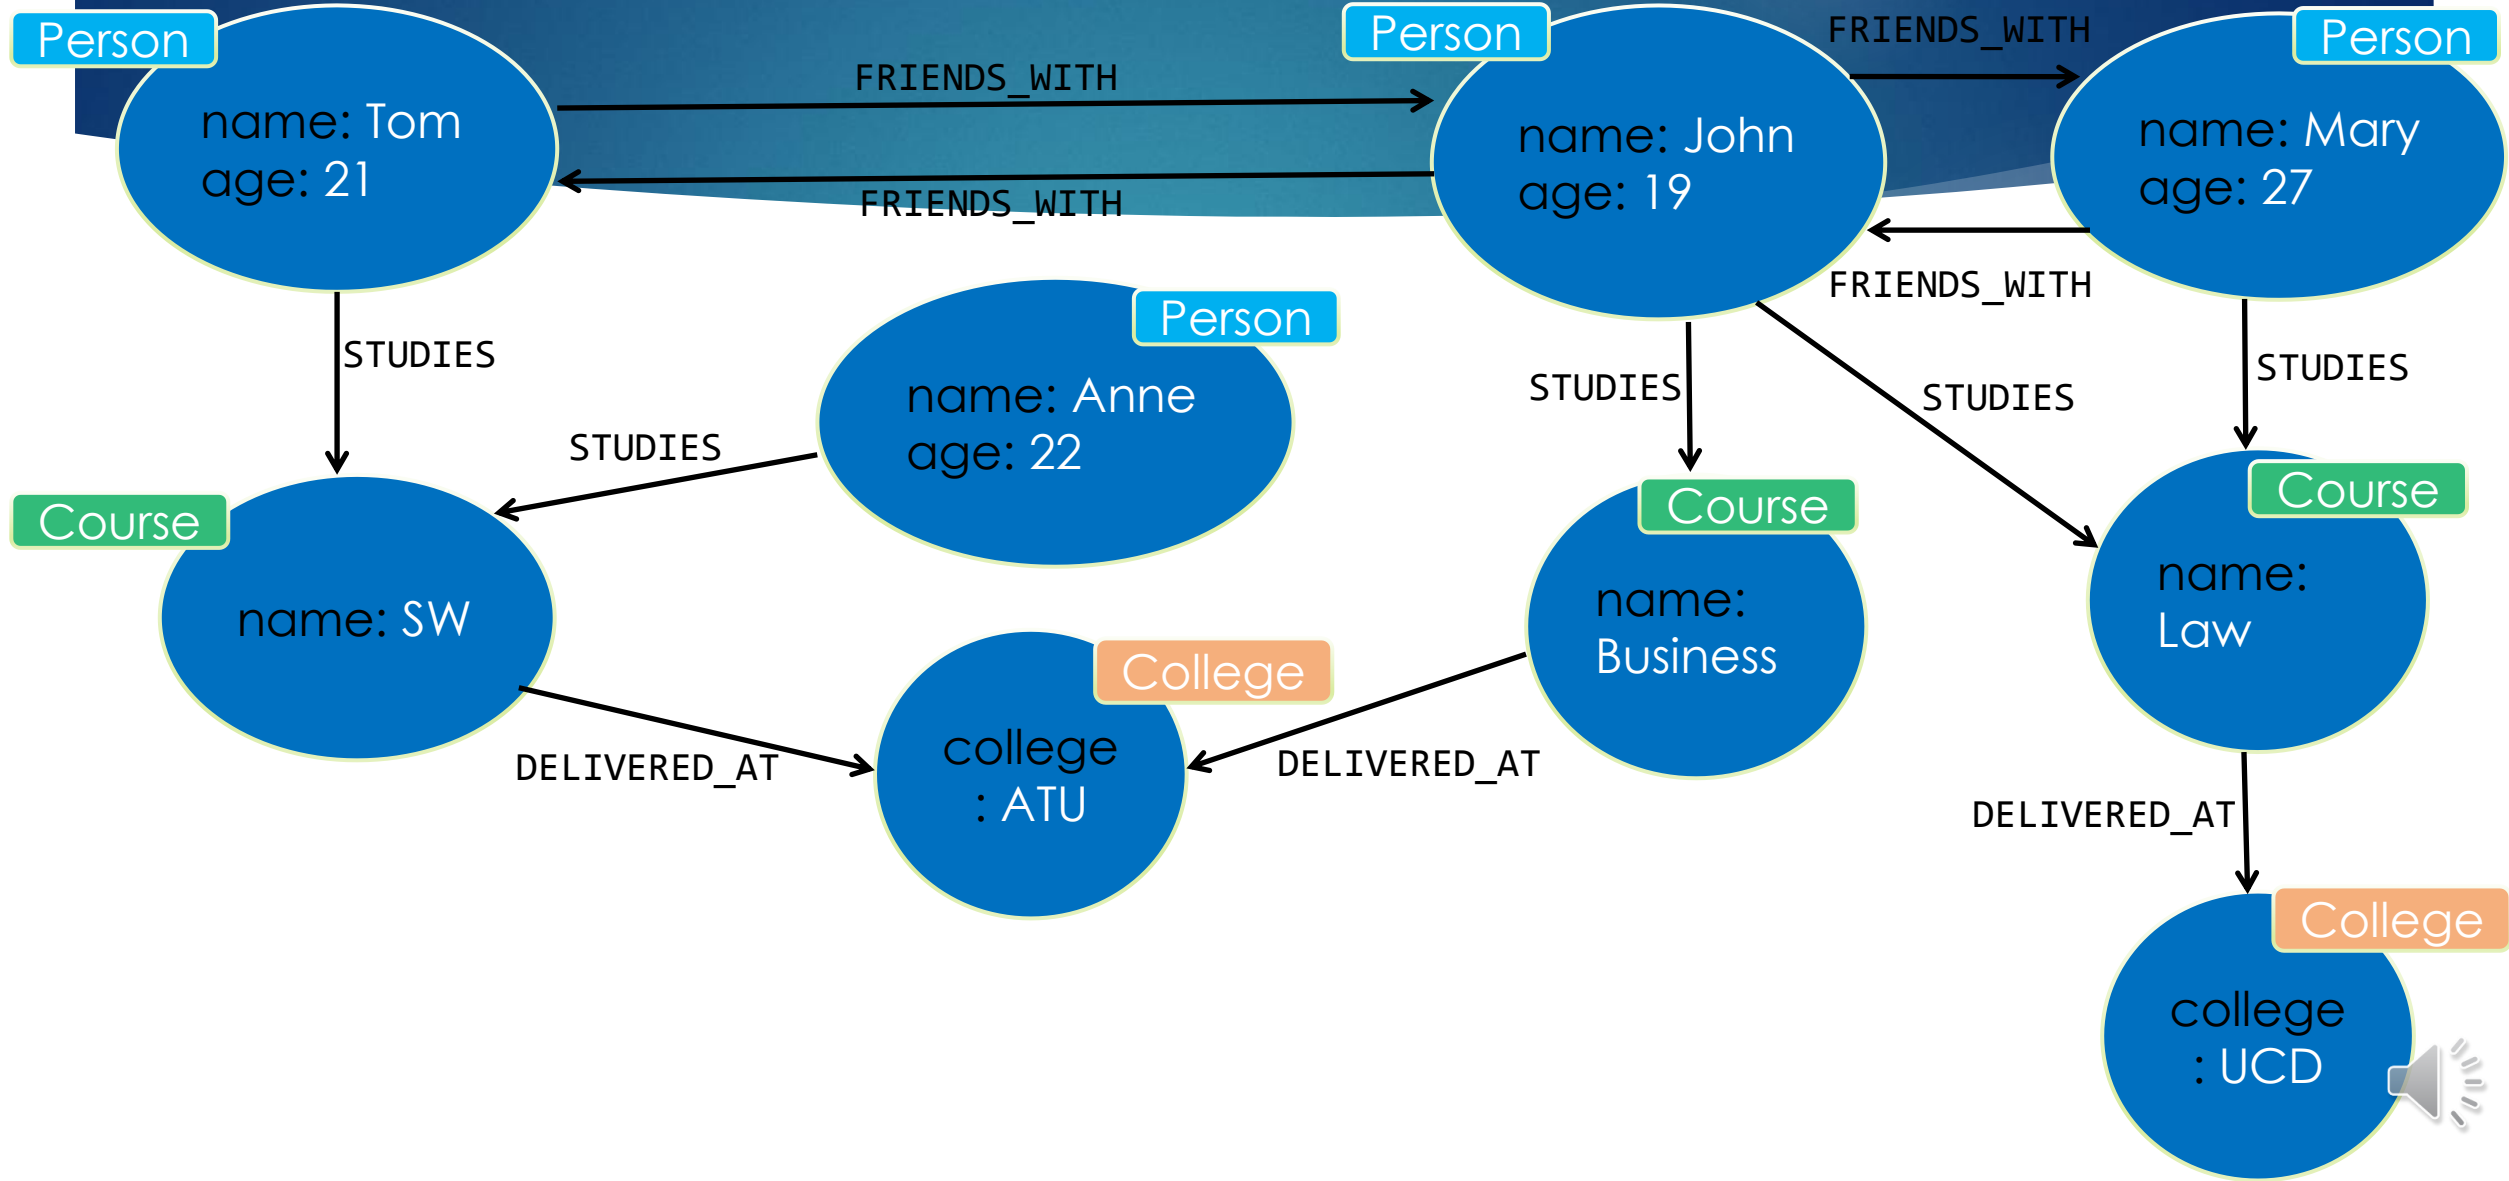 Person
name: Tom
age: 21
FRIENDS_WITH
FRIENDS_WITH
Person
name: John
age: 19
FRIENDS_WITH
FRIENDS_WITH
Person
name: Mary
age: 27
STUDIES
Person
name: Anne
age: 22
STUDIES
STUDIES
STUDIES
STUDIES
Course
name: SW
Course
name:
Business
Course
name:
Law
DELIVERED_AT
College
college
: ATU
DELIVERED_AT
DELIVERED_AT
College
college
: UCD